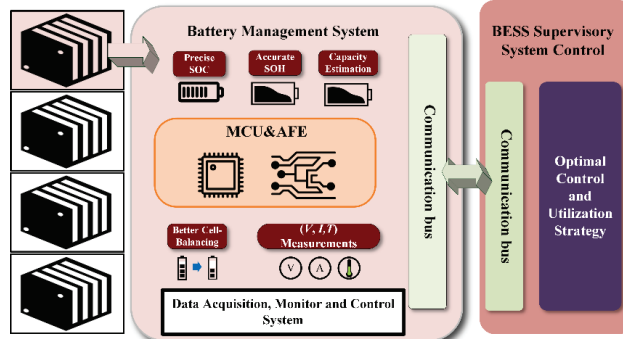 Battery Management System
Precise
SOC
Accurate
SOH
Capacity
Estimation
MCU&AFE
Better Cell-
Balancing
(V, I,T)
Measurements
V
A
Data Acquisition, Monitor and Control
System
Communication bus
BESS Supervisory
System Control
Communication bus
Optimal
Control
and
Utilization
Strategy